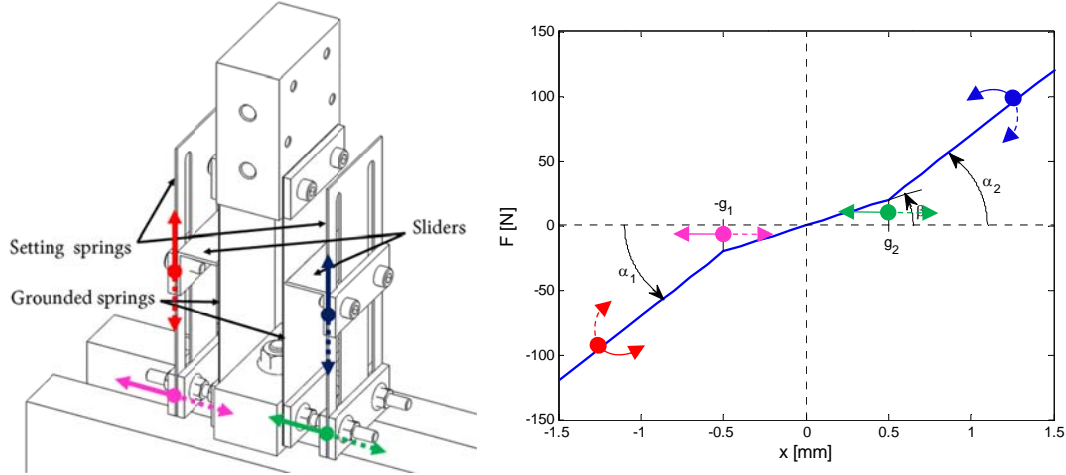 Setting springs
Grounded springs
Sliders
F [N]
150
100
50
0
-50
-100
-150
-1.5
-1
-0.5
0
0.5
1
1.5
x [mm]
-g1
g2
α1
α2
β